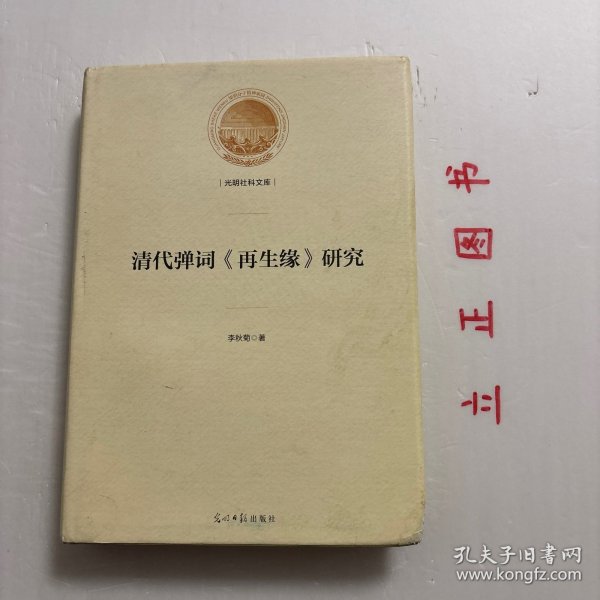 |光明社科文库|
清代弹词《再生缘》研究
李秋菊◎著
光明日报出版社
立正图书
孔夫子旧书网
www.kongfz.com